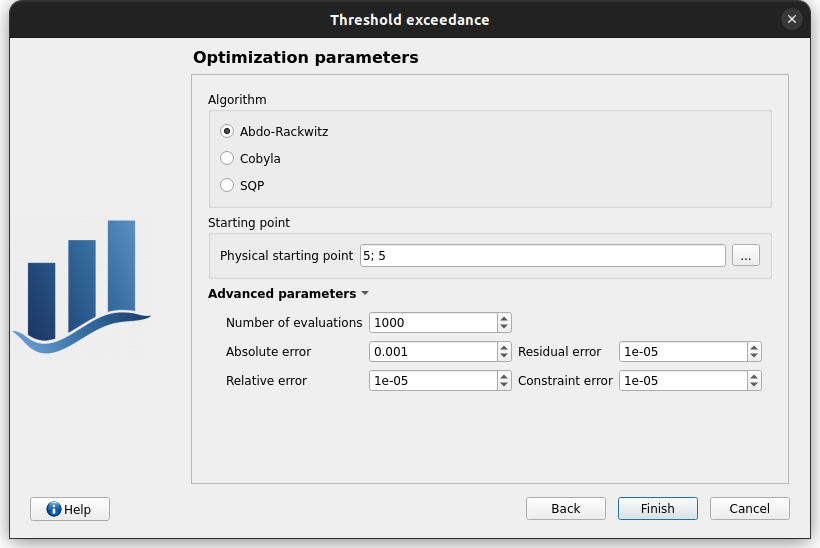 Threshold exceedance
Optimization parameters
Algorithm
Abdo-Rackwitz
Cobyla
SQP
Starting point
Physical starting point 5; 5 ...
Advanced parameters
Number of evaluations 1000
Absolute error 0.001 Residual error 1e-05
Relative error 1e-05 Constraint error 1e-05
Help Back Finish Cancel